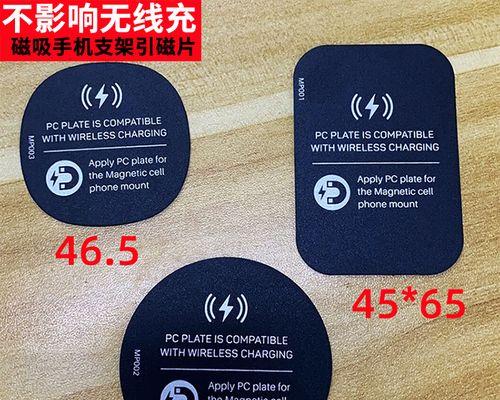 不影响无线充
磁吸手机支架引磁片
MP003
PC PLATE IS COMPATIBLE
WITH WIRELESS CHARGING
Apply PC plate for
the Magnetic cell
phone mount
46.5
MP001
PC PLATE IS COMPATIBLE
WITH WIRELESS CHARGING
Apply PC plate for
the Magnetic cell
phone mount
45*65
MP002
PC PLATE IS COMPATIBLE
WITH WIRELESS CHARGING
Apply PC plate for
the Magnetic cell